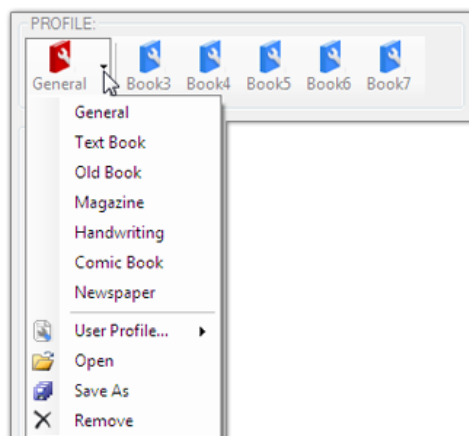 PROFILE:
General Book3 Book4 Book5 Book6 Book7
General
Text Book
Old Book
Magazine
Handwriting
Comic Book
Newspaper
User Profile...
Open
Save As
Remove